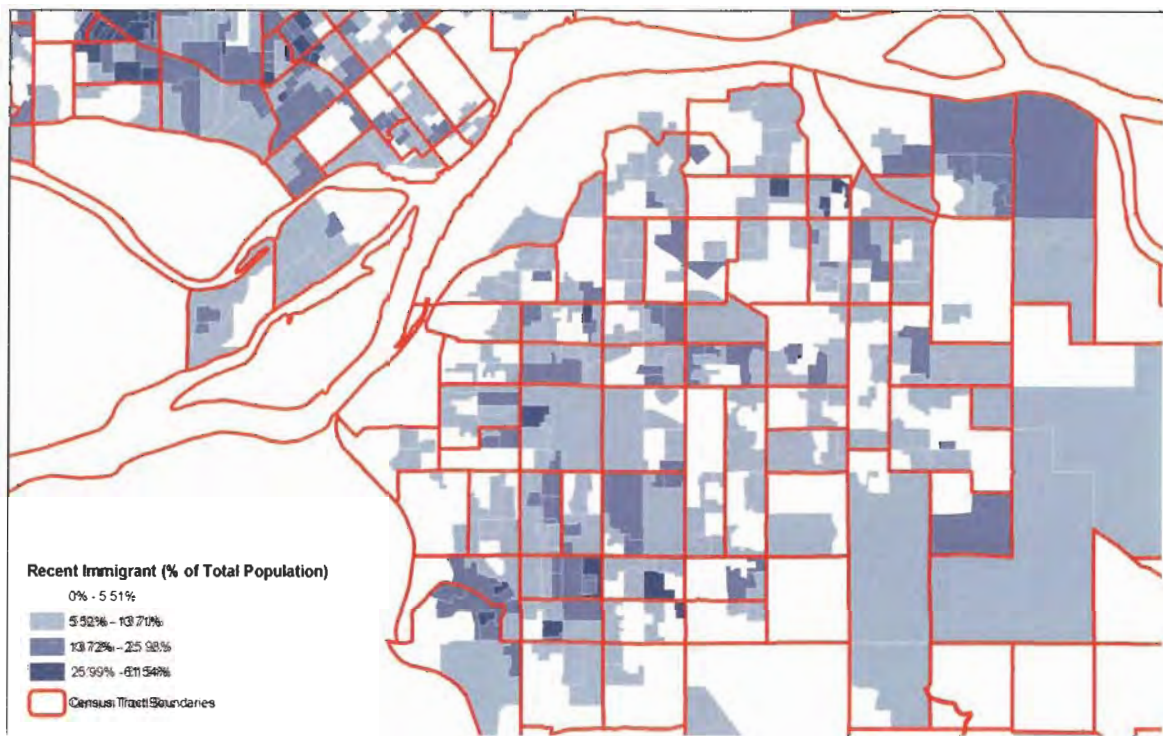 Recent Immigrant (% of Total Population)
0% - 5.51%
5.52% - 13.71%
13.72% - 25.98%
25.99% - 61.54%
Census Tract Boundaries